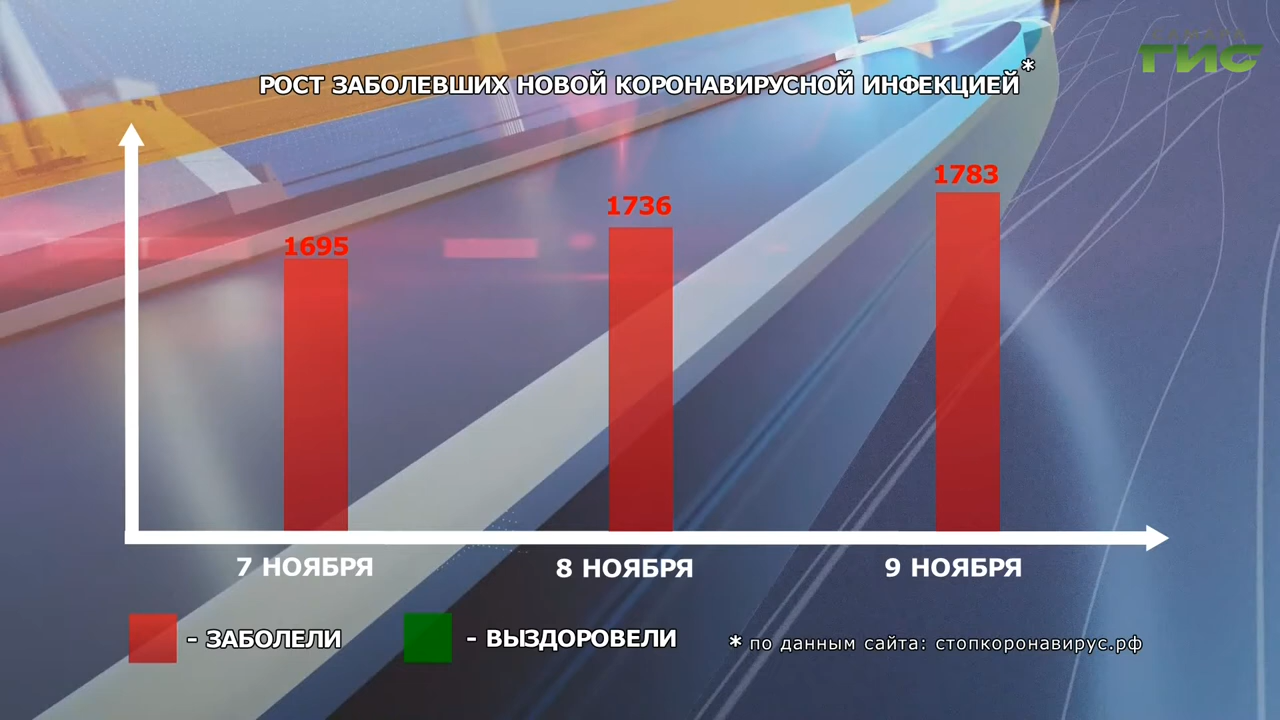 САМАРА
ГИС
РОСТ ЗАБОЛЕВШИХ НОВОЙ КОРОНАВИРУСНОЙ ИНФЕКЦИЕЙ*
1695
1736
1783
7 НОЯБРЯ
8 НОЯБРЯ
9 НОЯБРЯ
- ЗАБОЛЕЛИ
- ВЫЗДОРОВЕЛИ
* по данным сайта: стопкоронавирус.рф